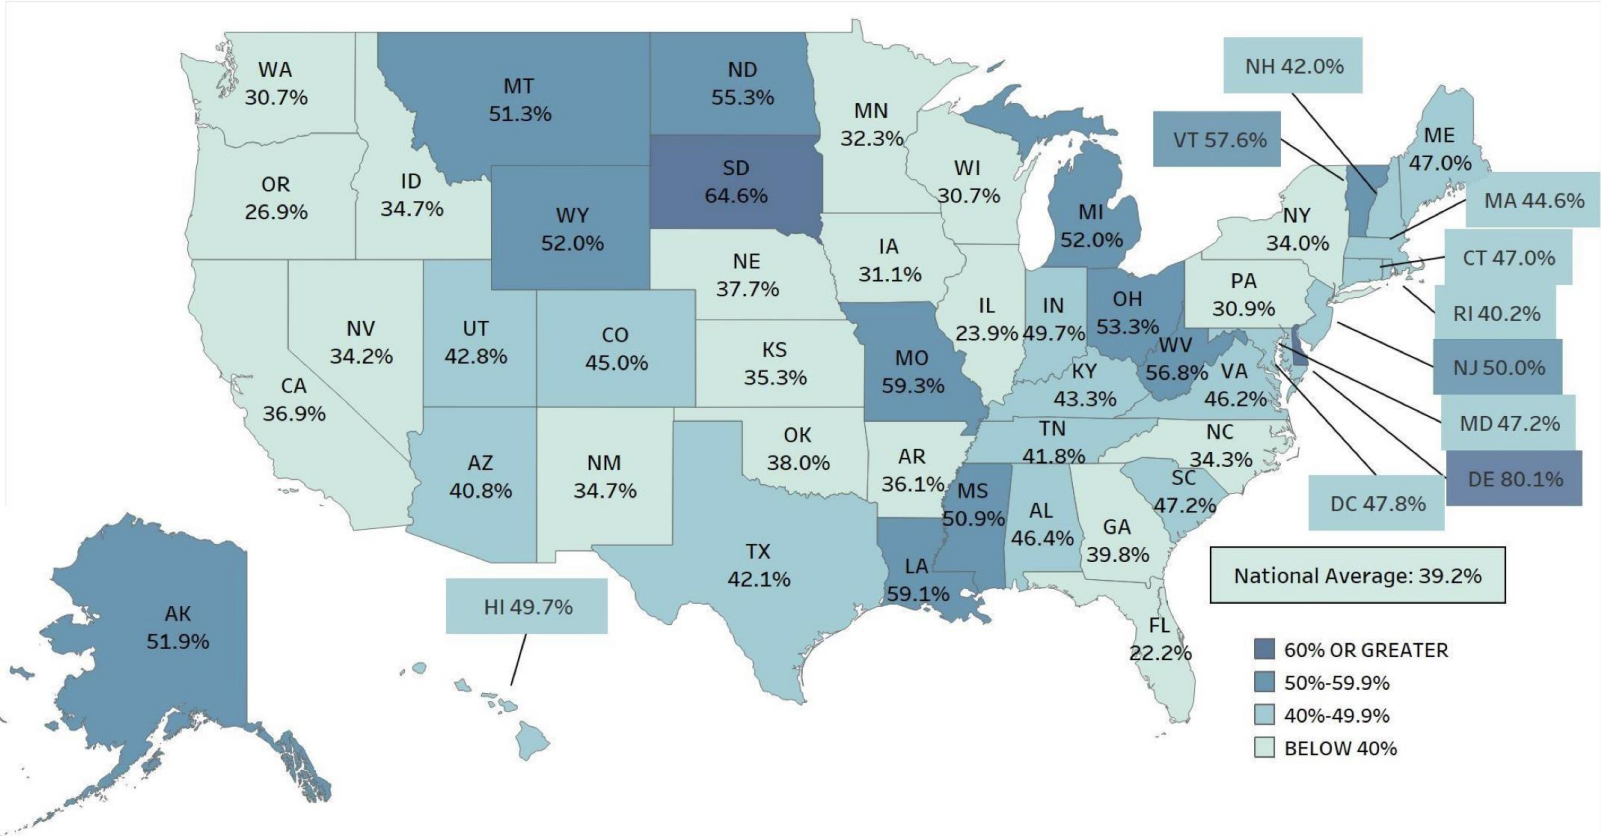 WA
30.7%
MT
51.3%
ND
55.3%
MN
32.3%
NH 42.0%
VT 57.6%
ME
47.0%
OR
26.9%
ID
34.7%
WY
52.0%
SD
64.6%
WI
30.7%
MI
52.0%
NY
34.0%
MA 44.6%
CT 47.0%
RI 40.2%
NJ 50.0%
MD 47.2%
DE 80.1%
DC 47.8%
NE
37.7%
IA
31.1%
PA
30.9%
NV
34.2%
UT
42.8%
CO
45.0%
KS
35.3%
MO
59.3%
IL
23.9%
IN
49.7%
OH
53.3%
WV
56.8%
VA
46.2%
KY
43.3%
CA
36.9%
AZ
40.8%
NM
34.7%
OK
38.0%
AR
36.1%
TN
41.8%
NC
34.3%
SC
47.2%
MS
50.9%
AL
46.4%
GA
39.8%
TX
42.1%
LA
59.1%
FL
22.2%
AK
51.9%
HI 49.7%
National Average: 39.2%
60% OR GREATER
50%-59.9%
40%-49.9%
BELOW 40%